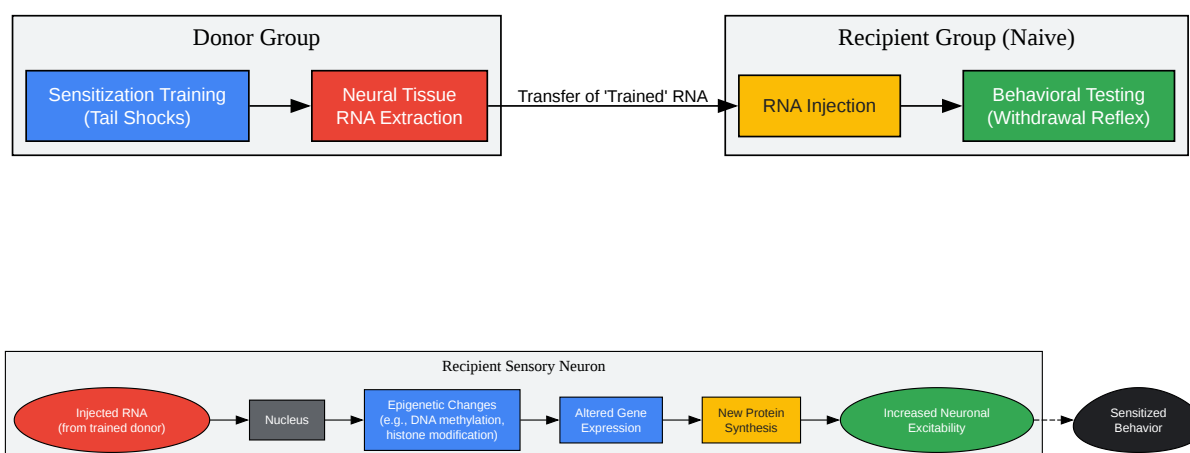 Donor Group
Sensitization Training
(Tail Shocks)
Neural Tissue
RNA Extraction
Transfer of 'Trained' RNA
Recipient Group (Naive)
RNA Injection
Behavioral Testing
(Withdrawal Reflex)
Recipient Sensory Neuron
Injected RNA
(from trained donor)
Nucleus
Epigenetic Changes
(e.g., DNA methylation,
histone modification)
Altered Gene
Expression
New Protein
Synthesis
Increased Neuronal
Excitability
Sensitized
Behavior